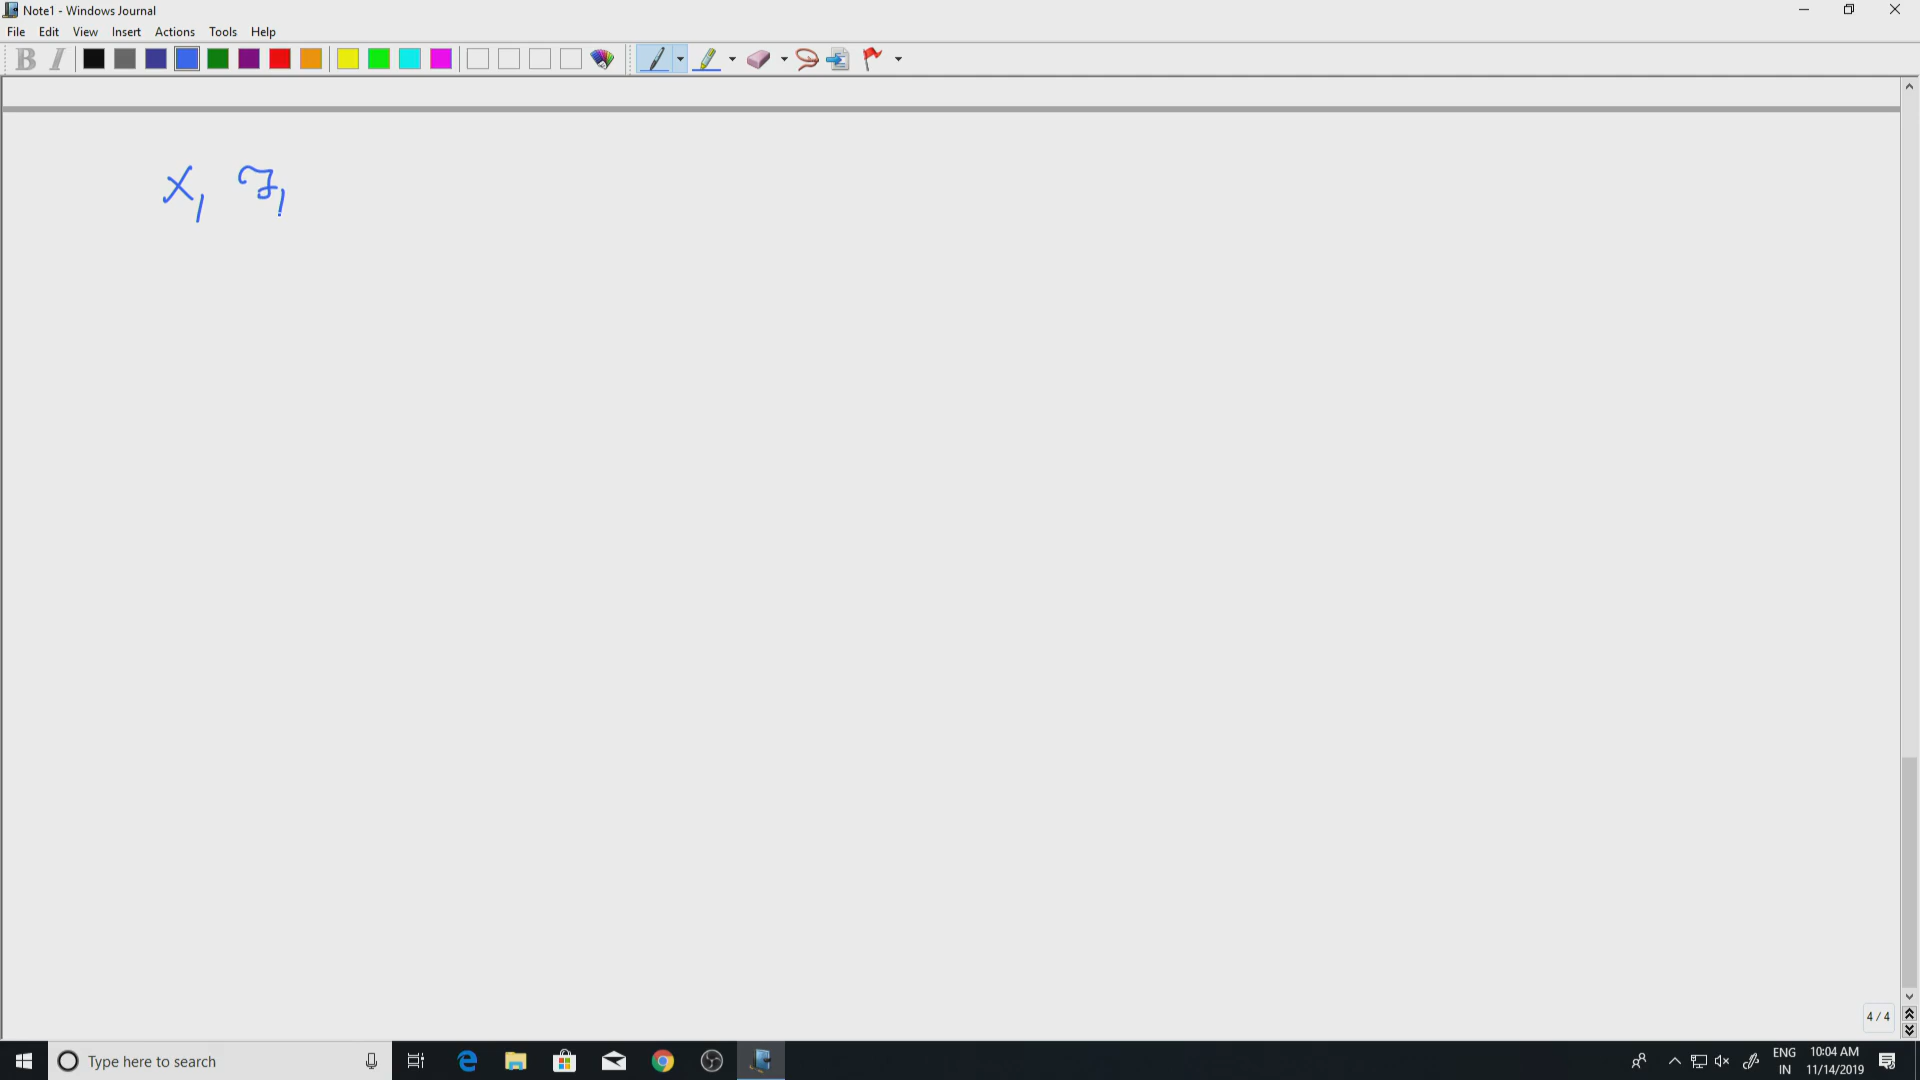 Note1 - Windows Journal
File Edit View Insert Actions Tools Help
B I
X₁ ℱ₁
4 / 4
Type here to search
ENG
IN
10:04 AM
11/14/2019